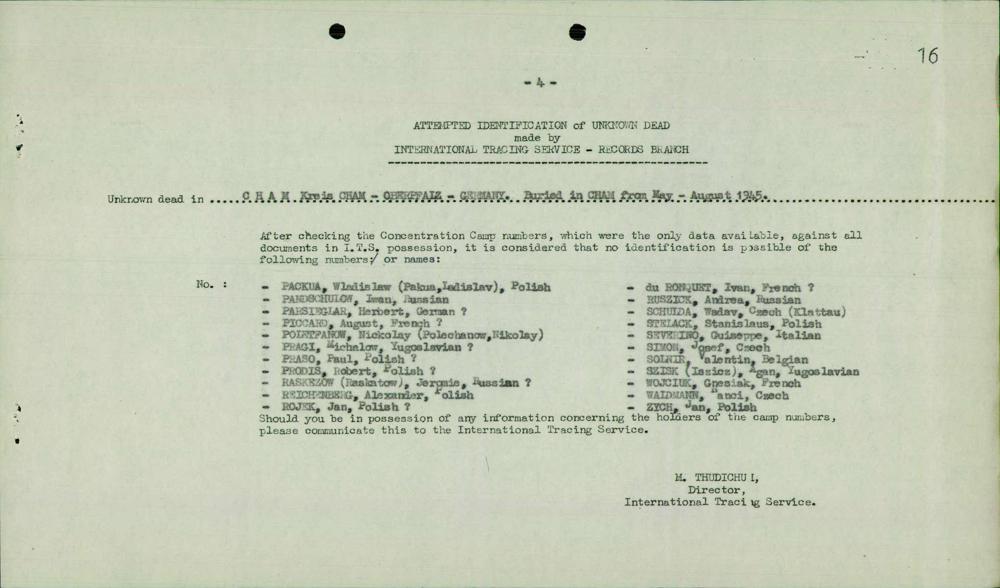 16
- 4 -
ATTEMPTED IDENTIFICATION of UNKNOWN DEAD
made by
INTERNATIONAL TRACING SERVICE - RECORDS BRANCH
Unknown dead in ..... C H A M Kreis CHAM - OBERPFALZ - GERMANY. Buried in CHAM from May - August 1945.
After checking the Concentration Camp numbers, which were the only data available, against all
documents in I.T.S. possession, it is considered that no identification is possible of the
following numbers/ or names:
No. :
- PACKUA, Wladislaw (Pakua,Ladislav), Polish
- PANDSCHULOW, Iwan, Russian
- PARSIEGLAR, Herbert, German ?
- PICCARD, August, French ?
- Nickolay (Polechanow,Nikolay)
- PRAGI, Michalow, Yugoslavian ?
- PRASO, Paul, Polish ?
- PRODIS, Robert, Polish ?
- RASKEZOW (Raskatow), Jeromie, Russian ?
- REICHENBERG, Alexander, Polish
- ROJEK, Jan, Polish ?
- du RONQUET, Ivan, French ?
- RUSZICK, Andrea, Russian
- SCHULDA, Wadav, Czech (Klattau)
- STELACK, Stanislaus, Polish
- SEVERINO, Guiseppe, Italian
- SIMON, Josef, Czech
- SOLNIR, Valentin, Belgian
- SZISK (Iszicz), Agan, Yugoslavian
- WOJCIUK, Gnesiak, French
- WALDMANN, Czech
- ZYCH, Jan, Polish
Should you be in possession of any information concerning the holders of the camp numbers,
please communicate this to the International Tracing Service.
M. THUDICHU I,
Director,
International Traci g Service.